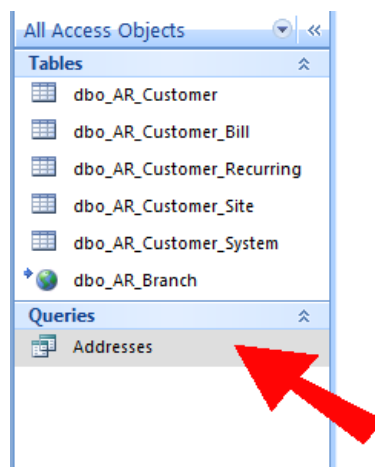 All Access Objects
Tables
dbo_AR_Customer
dbo_AR_Customer_Bill
dbo_AR_Customer_Recurring
dbo_AR_Customer_Site
dbo_AR_Customer_System
dbo_AR_Branch
Queries
Addresses